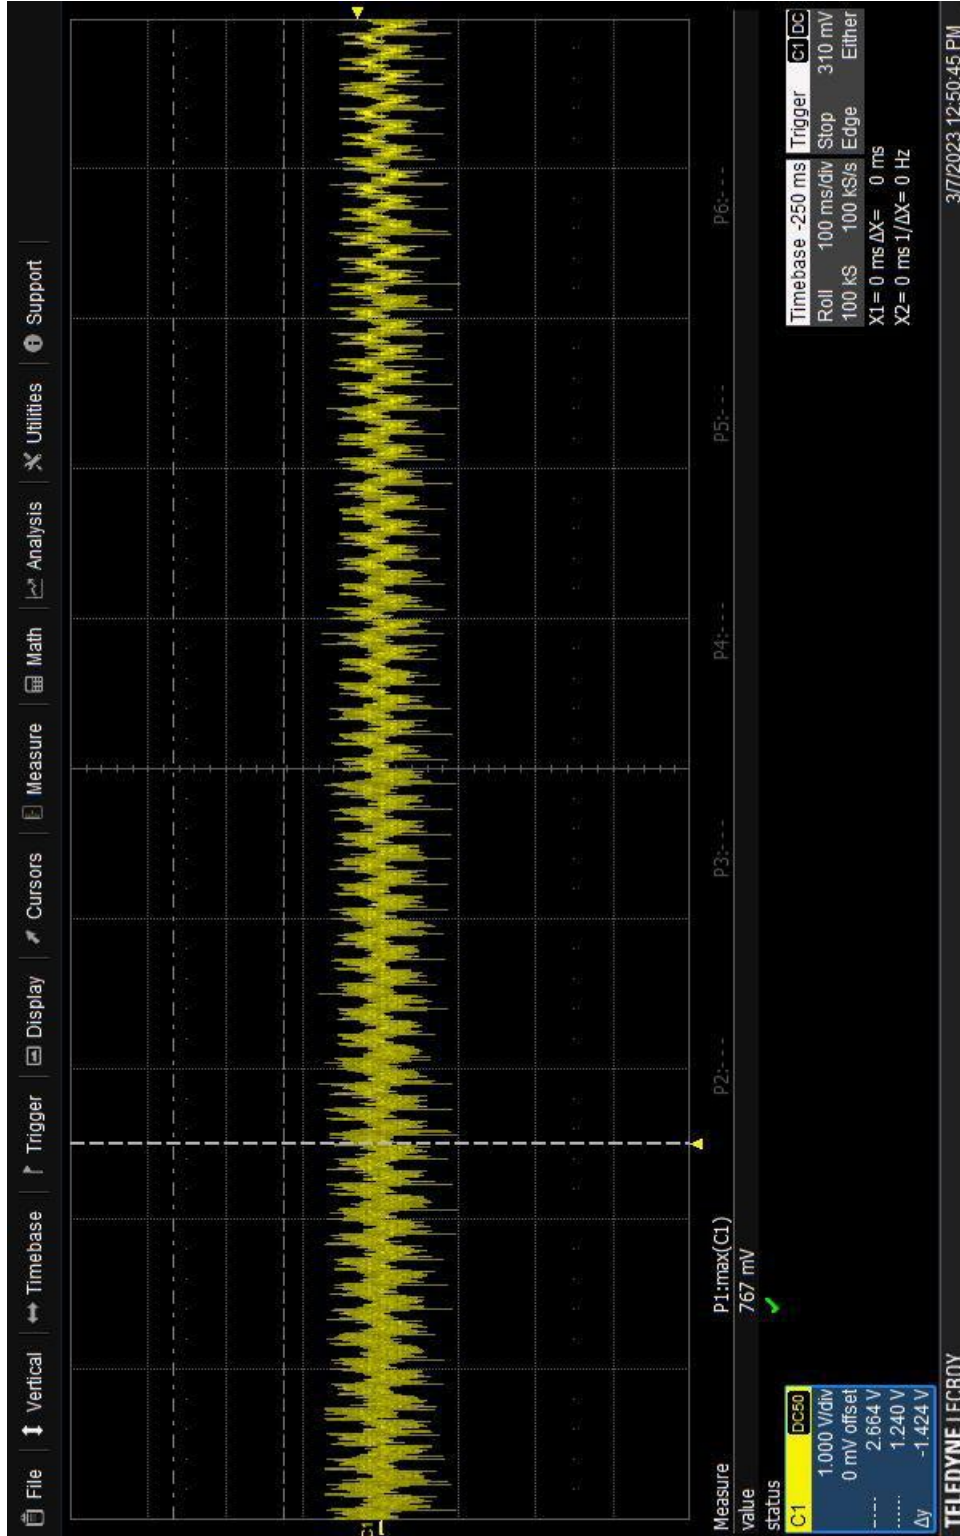 File Vertical Timebase Trigger Display Cursors Measure Math Analysis Utilities Support
C1
Measure P1:max(C1) P2:--- P3:--- P4:--- P5:--- P6:---
value 767 mV
status
C1 DC50
1.000 V/div
0 mV offset
2.664 V
1.240 V
Δy -1.424 V
Timebase -250 ms
Roll 100 ms/div
100 kS 100 kS/s
Trigger C1 DC
Stop 310 mV
Edge Either
X1= 0 ms ΔX= 0 ms
X2= 0 ms 1/ΔX= 0 Hz
TELEDYNE LECROY
3/7/2023 12:50:45 PM